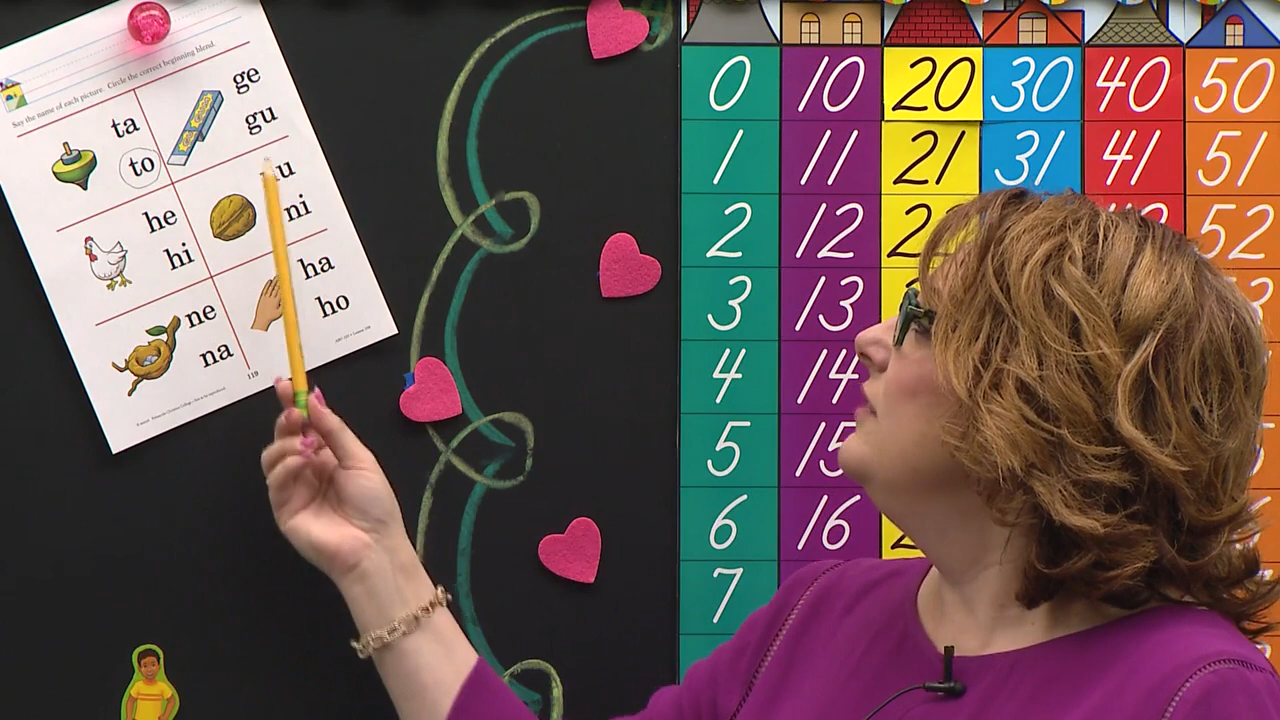 Say the name of each picture. Circle the correct beginning blend.
ta
to
ge
gu
he
hi
ni
ne
na
ha
ho
119
0 10 20 30 40 50
1 11 21 31 41 51
2 12 52
3 13
4 14
5 15
6 16
7